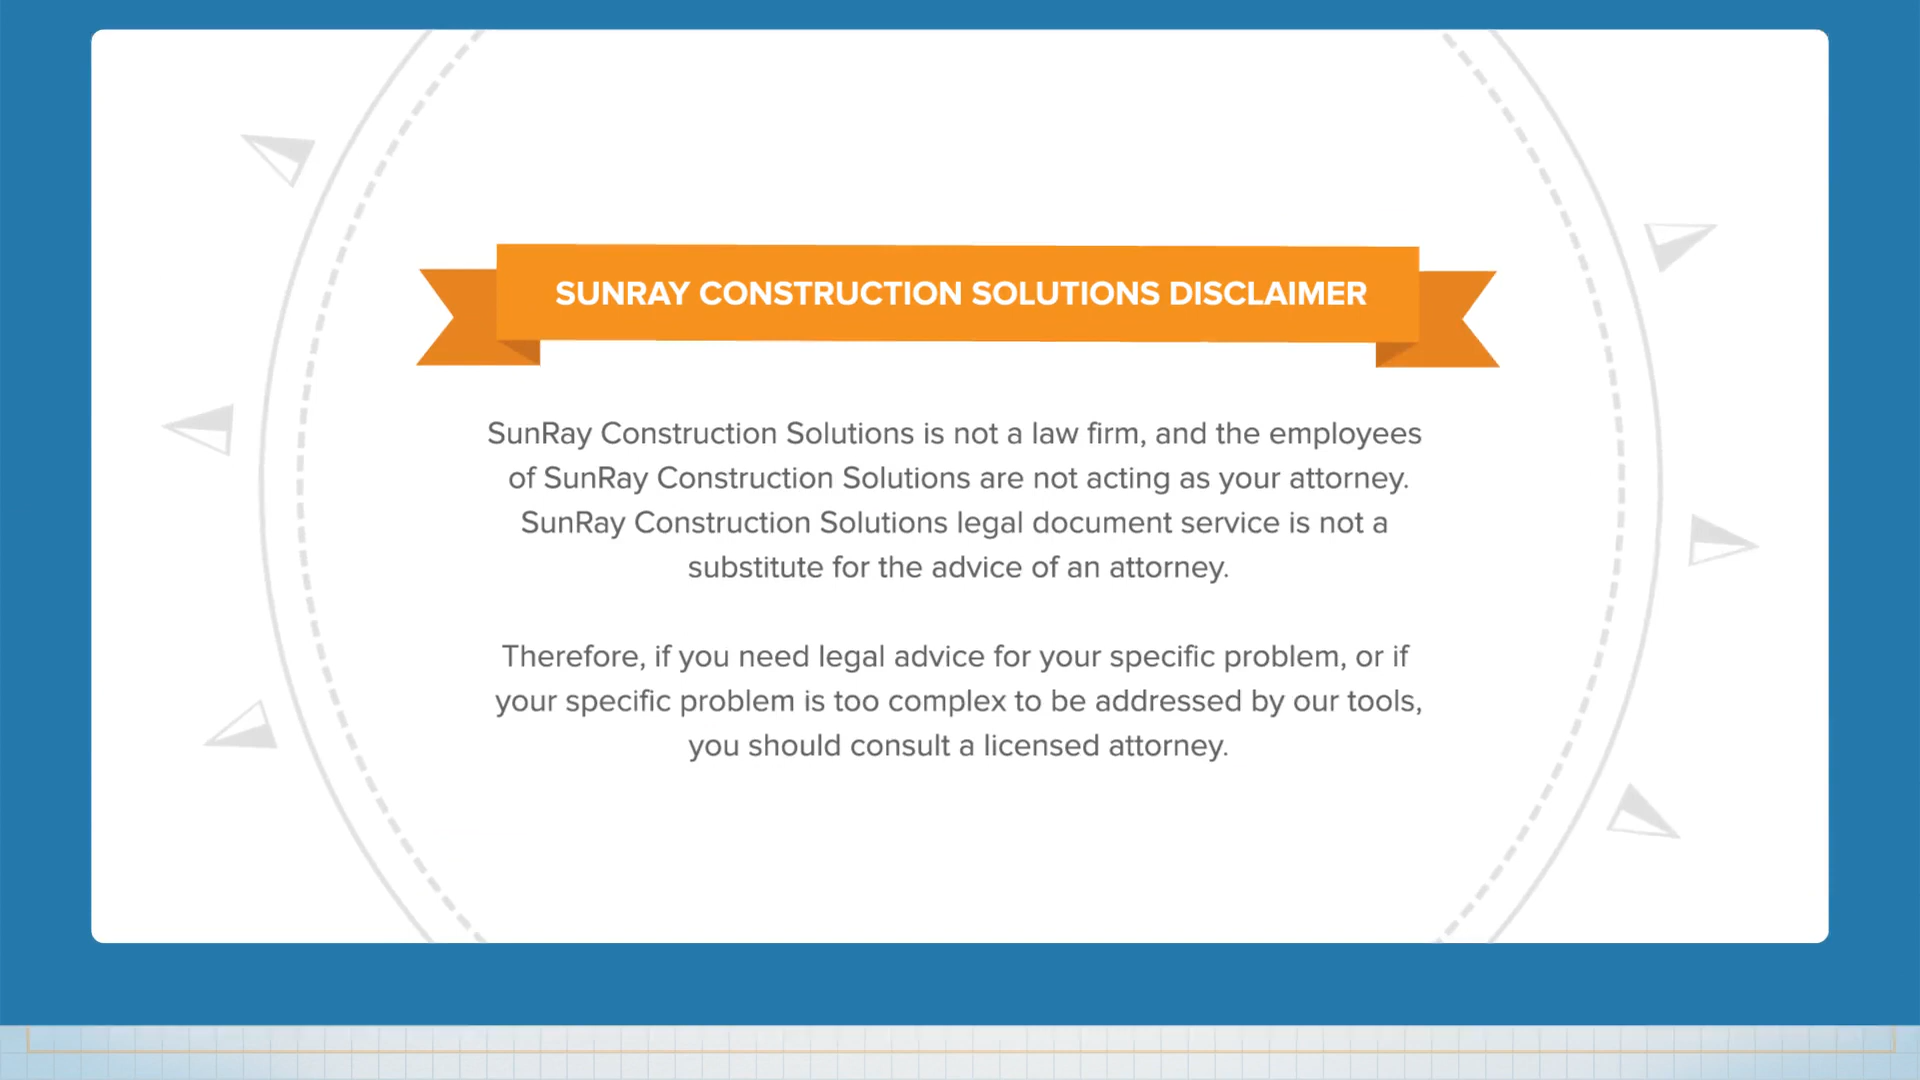 SUNRAY CONSTRUCTION SOLUTIONS DISCLAIMER
SunRay Construction Solutions is not a law firm, and the employees
of SunRay Construction Solutions are not acting as your attorney.
SunRay Construction Solutions legal document service is not a
substitute for the advice of an attorney.
Therefore, if you need legal advice for your specific problem, or if
your specific problem is too complex to be addressed by our tools,
you should consult a licensed attorney.